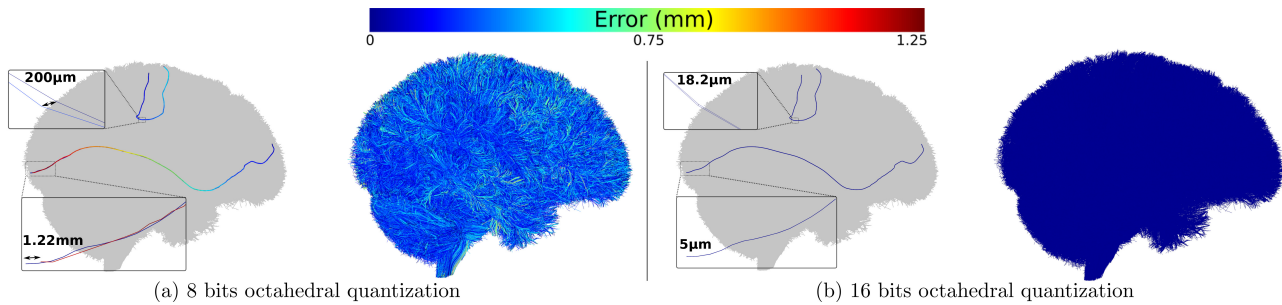 Error (mm)
0 0.75 1.25
200μm
1.22mm
18.2μm
5μm
(a) 8 bits octahedral quantization
(b) 16 bits octahedral quantization